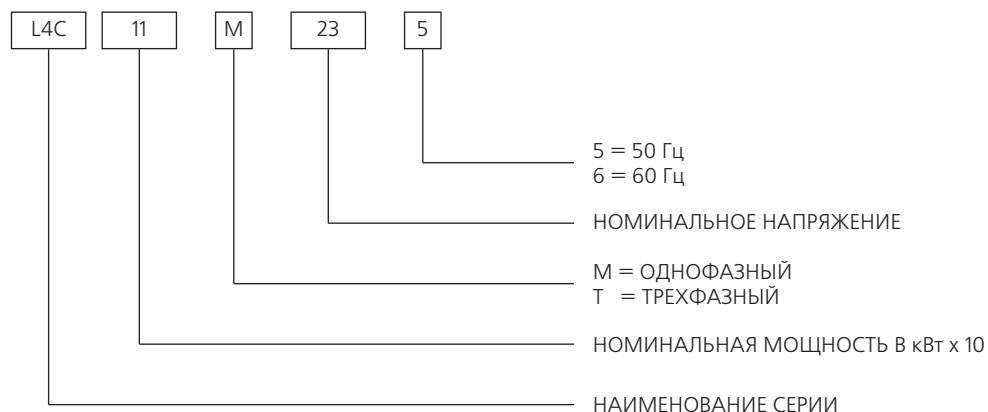 L4C 11 M 23 5
5 = 50 Гц
6 = 60 Гц
НОМИНАЛЬНОЕ НАПРЯЖЕНИЕ
М = ОДНОФАЗНЫЙ
Т = ТРЕХФАЗНЫЙ
НОМИНАЛЬНАЯ МОЩНОСТЬ В кВт x 10
НАИМЕНОВАНИЕ СЕРИИ